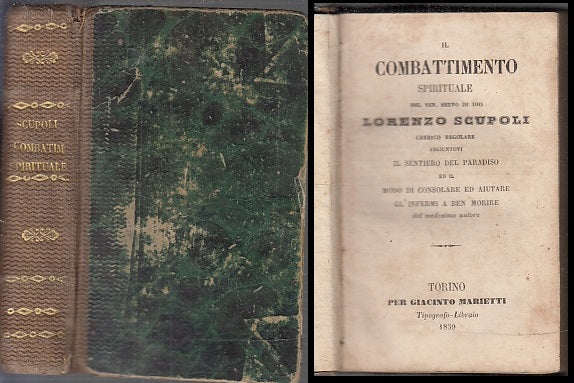 SCUPOLI
COMBATTIM
SPIRITUALE
IL
COMBATTIMENTO
SPIRITUALE
DEL VEN. SERVO DI DIO
LORENZO SCUPOLI
CHERICO REGOLARE
AGGIUNTOVI
IL SENTIERO DEL PARADISO
ED IL
MODO DI CONSOLARE ED AIUTARE
GL' INFERMI A BEN MORIRE
del medesimo autore
TORINO
PER GIACINTO MARIETTI
Tipografo-Libraio
1839